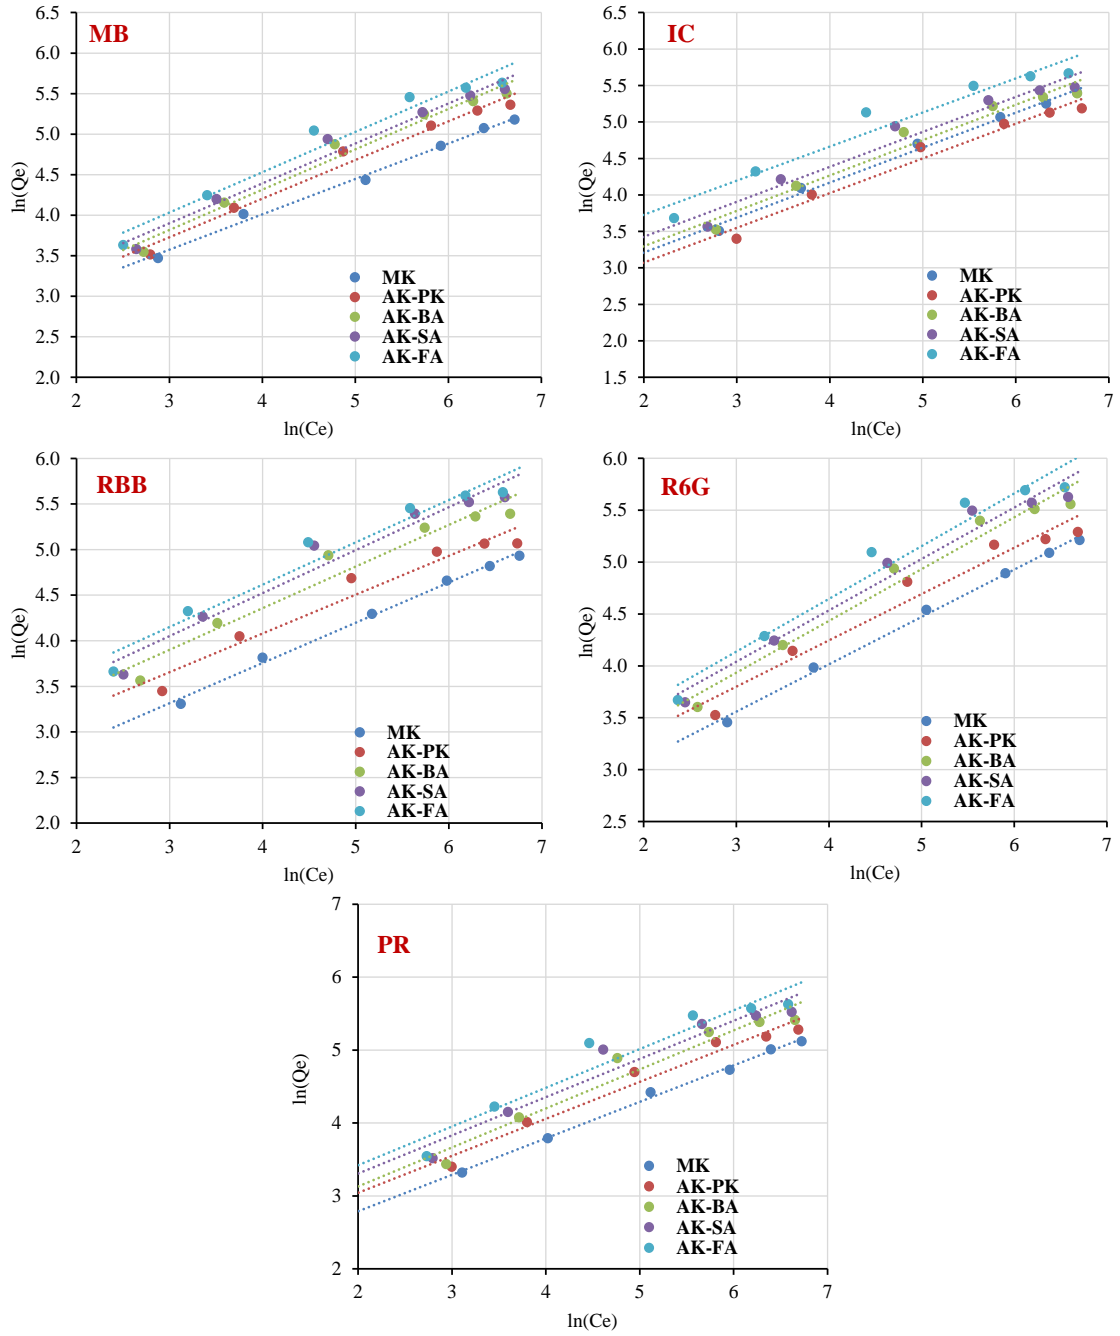 MB
6.5
6.0
5.5
5.0
4.5
4.0
3.5
3.0
2.5
2.0
ln(Qe)
MK
AK-PK
AK-BA
AK-SA
AK-FA
2 3 4 5 6 7
ln(Ce)
IC
6.5
6.0
5.5
5.0
4.5
4.0
3.5
3.0
2.5
2.0
1.5
ln(Qe)
MK
AK-PK
AK-BA
AK-SA
AK-FA
2 3 4 5 6 7
ln(Ce)
RBB
6.0
5.5
5.0
4.5
4.0
3.5
3.0
2.5
2.0
ln(Qe)
MK
AK-PK
AK-BA
AK-SA
AK-FA
2 3 4 5 6 7
ln(Ce)
R6G
6.0
5.5
5.0
4.5
4.0
3.5
3.0
2.5
ln(Qe)
MK
AK-PK
AK-BA
AK-SA
AK-FA
2 3 4 5 6 7
ln(Ce)
PR
7
6
5
4
3
2
ln(Qe)
MK
AK-PK
AK-BA
AK-SA
AK-FA
2 3 4 5 6 7
ln(Ce)